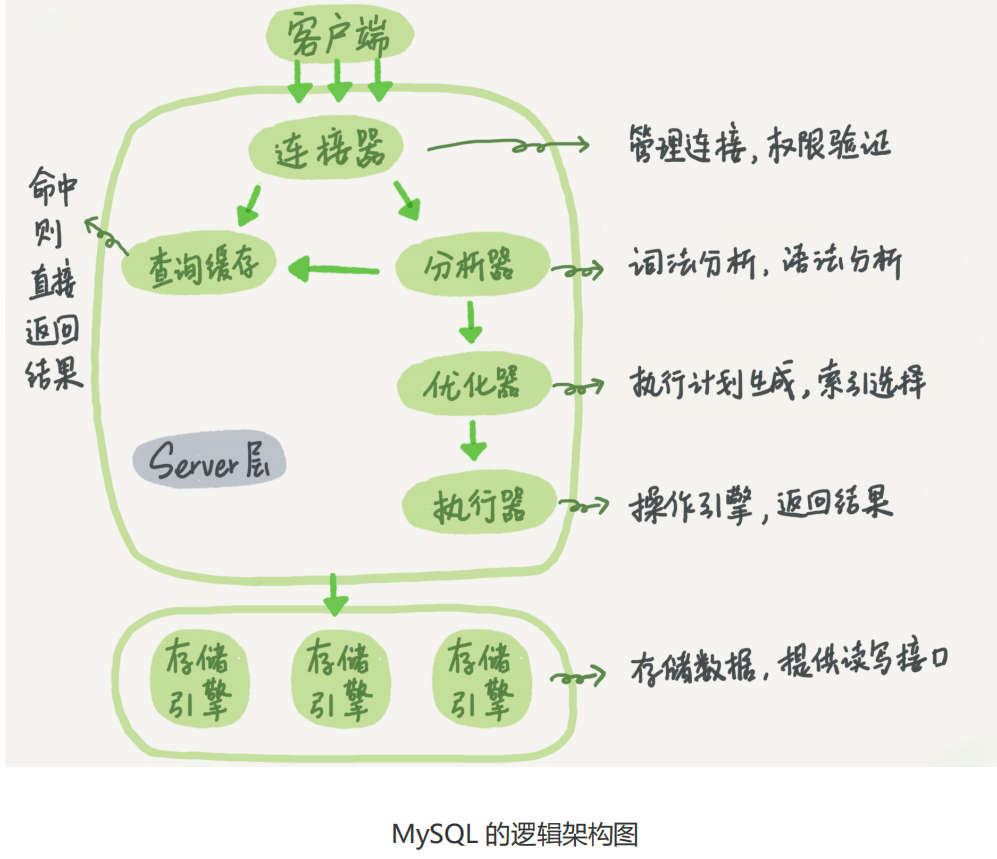 客户端
连接器
管理连接,权限验证
命中
则
直接
返回
结果
查询缓存
分析器
词法分析,语法分析
优化器
执行计划生成,索引选择
Server层
执行器
操作引擎,返回结果
存储
引擎
存储
引擎
存储
引擎
存储数据,提供读写接口
MySQL 的逻辑架构图